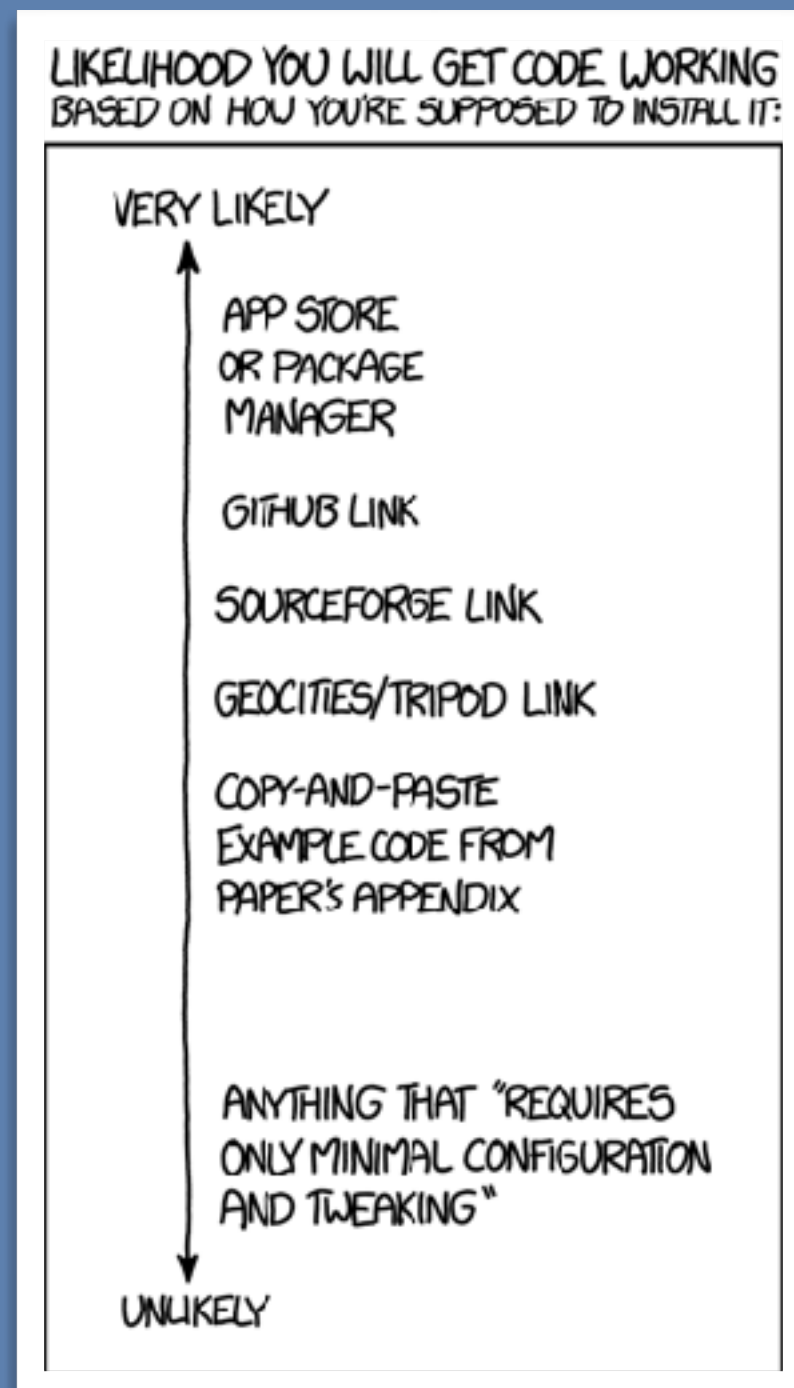 LIKELIHOOD YOU WILL GET CODE WORKING
BASED ON HOW YOU'RE SUPPOSED TO INSTALL IT:
VERY LIKELY
APP STORE
OR PACKAGE
MANAGER
GITHUB LINK
SOURCEFORGE LINK
GEOCITIES/TRIPOD LINK
COPY-AND-PASTE
EXAMPLE CODE FROM
PAPER'S APPENDIX
ANYTHING THAT "REQUIRES
ONLY MINIMAL CONFIGURATION
AND TWEAKING"
UNLIKELY